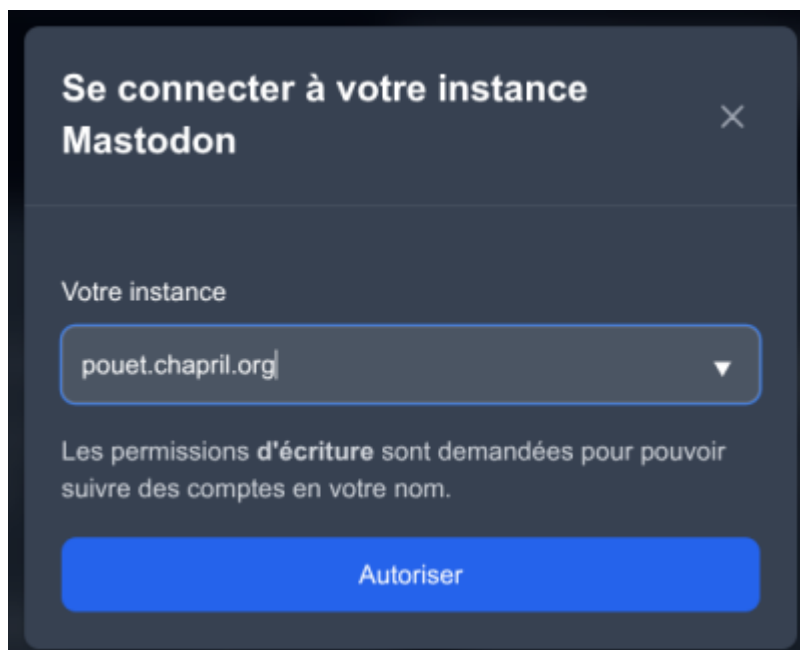 Se connecter à votre instance
Mastodon
Votre instance
pouet.chapril.org
Les permissions d'écriture sont demandées pour pouvoir
suivre des comptes en votre nom.
Autoriser